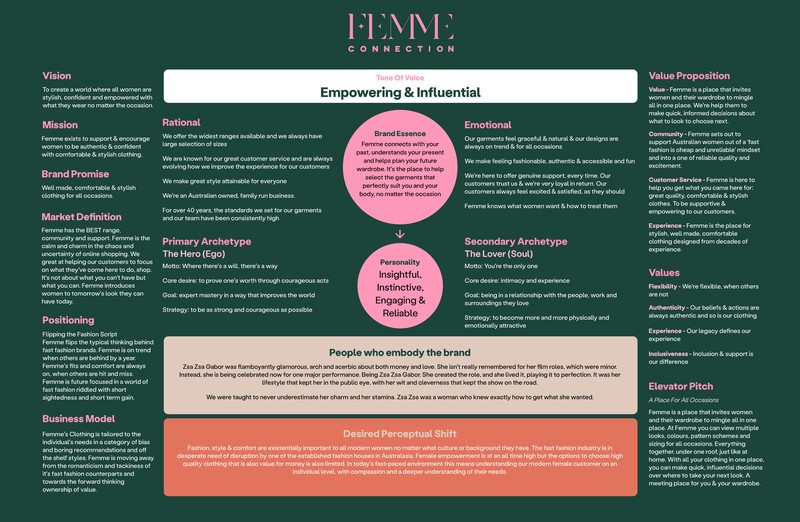 FEMME
CONNECTION
Vision
To create a world where all women are
stylish, confident and empowered with
what they wear no matter the occasion.
Mission
Femme exists to support & encourage
women to be authentic & confident
with comfortable & stylish clothing.
Brand Promise
Well made, comfortable & stylish
clothing for all occasions.
Market Definition
Femme has the BEST range,
community and support. Femme is the
calm and charm in the chaos and
uncertainty of online shopping. We
great at helping our customers to focus
on what they've come here to do, shop.
It's not about what you can't have but
what you can. Femme introduces
women to tomorrow's look they can
have today.
Positioning
Flipping the Fashion Script
Femme flips the typical thinking behind
fast fashion brands. Femme is on trend
when others are behind by a year.
Femme's fits and comfort are always
on, when others are hit and miss.
Femme is future focused in a world of
fast fashion riddled with short
sightedness and short term gain.
Business Model
Femme's Clothing is tailored to the
individual's needs in a category of bias
and boring recommendations and off
the shelf styles. Femme is moving away
from the romanticism and tackiness of
it's fast fashion counterparts and
towards the forward thinking
ownership of value.
Tone Of Voice
Empowering & Influential
Rational
We offer the widest ranges available and we always have
large selection of sizes
We are known for our great customer service and are always
evolving how we improve the experience for our customers
We make great style attainable for everyone
We're an Australian owned, family run business.
For over 40 years, the standards we set for our garments
and our team have been consistently high
Brand Essence
Femme connects with your
past, understands your present
and helps plan your future
wardrobe. It's the place to help
select the garments that
perfectly suit you and your
body, no matter the occasion
Emotional
Our garments feel graceful & natural & our designs are
always on trend & for all occasions
We make feeling fashionable, authentic & accessible and fun
We're here to offer genuine support, every time. Our
customers trust us & we're very loyal in return. Our
customers always feel excited & satisfied, as they should
Femme knows what women want & how to treat them
Primary Archetype
The Hero (Ego)
Motto: Where there's a will, there's a way
Core desire: to prove one's worth through courageous acts
Goal: expert mastery in a way that improves the world
Strategy: to be as strong and courageous as possible
Personality
Insightful,
Instinctive,
Engaging &
Reliable
Secondary Archetype
The Lover (Soul)
Motto: You're the only one
Core desire: intimacy and experience
Goal: being in a relationship with the people, work and
surroundings they love
Strategy: to become more and more physically and
emotionally attractive
People who embody the brand
Zsa Zsa Gabor was flamboyantly glamorous, arch and acerbic about both money and love. She isn't really remembered for her film roles, which were minor.
Instead, she is being celebrated now for one major performance. Being Zsa Zsa Gabor. She created the role, and she lived it, playing it to perfection. It was her
lifestyle that kept her in the public eye, with her wit and cleverness that kept the show on the road.
We were taught to never underestimate her charm and her stamina. Zsa Zsa was a woman who knew exactly how to get what she wanted.
Desired Perceptual Shift
Fashion, style & comfort are existentially important to all modern women no matter what culture or background they have. The fast fashion industry is in
desperate need of disruption by one of the established fashion houses in Australasia. Female empowerment is at an all time high but the options to choose high
quality clothing that is also value for money is also limited. In today's fast-paced environment this means understanding our modern female customer on an
individual level, with compassion and a deeper understanding of their needs.
Value Proposition
Value - Femme is a place that invites
women and their wardrobe to mingle
all in one place. We're help them to
make quick, informed decisions about
what to look to choose next.
Community - Femme sets out to
support Australian women out of a 'fast
fashion is cheap and unreliable' mindset
and into a one of reliable quality and
excitement.
Customer Service - Femme is here to
help you get what you came here for:
great quality, comfortable & stylish
clothes. To be supportive &
empowering to our customers.
Experience - Femme is the place for
stylish, well made, comfortable
clothing designed from decades of
experience.
Values
Flexibility - We're flexible, when others
are not
Authenticity - Our beliefs & actions are
always authentic and so is our clothing
Experience - Our legacy defines our
experience
Inclusiveness - Inclusion & support is
our difference
Elevator Pitch
A Place For All Occasions
Femme is a place that invites women
and their wardrobe to mingle all in one
place. At Femme you can view multiple
looks, colours, pattern schemes and
sizing for all occasions. Everything
together, under one roof, just like at
home. With all your clothing in one place,
you can make quick, influential decisions
over where to take your next look. A
meeting place for you & your wardrobe.